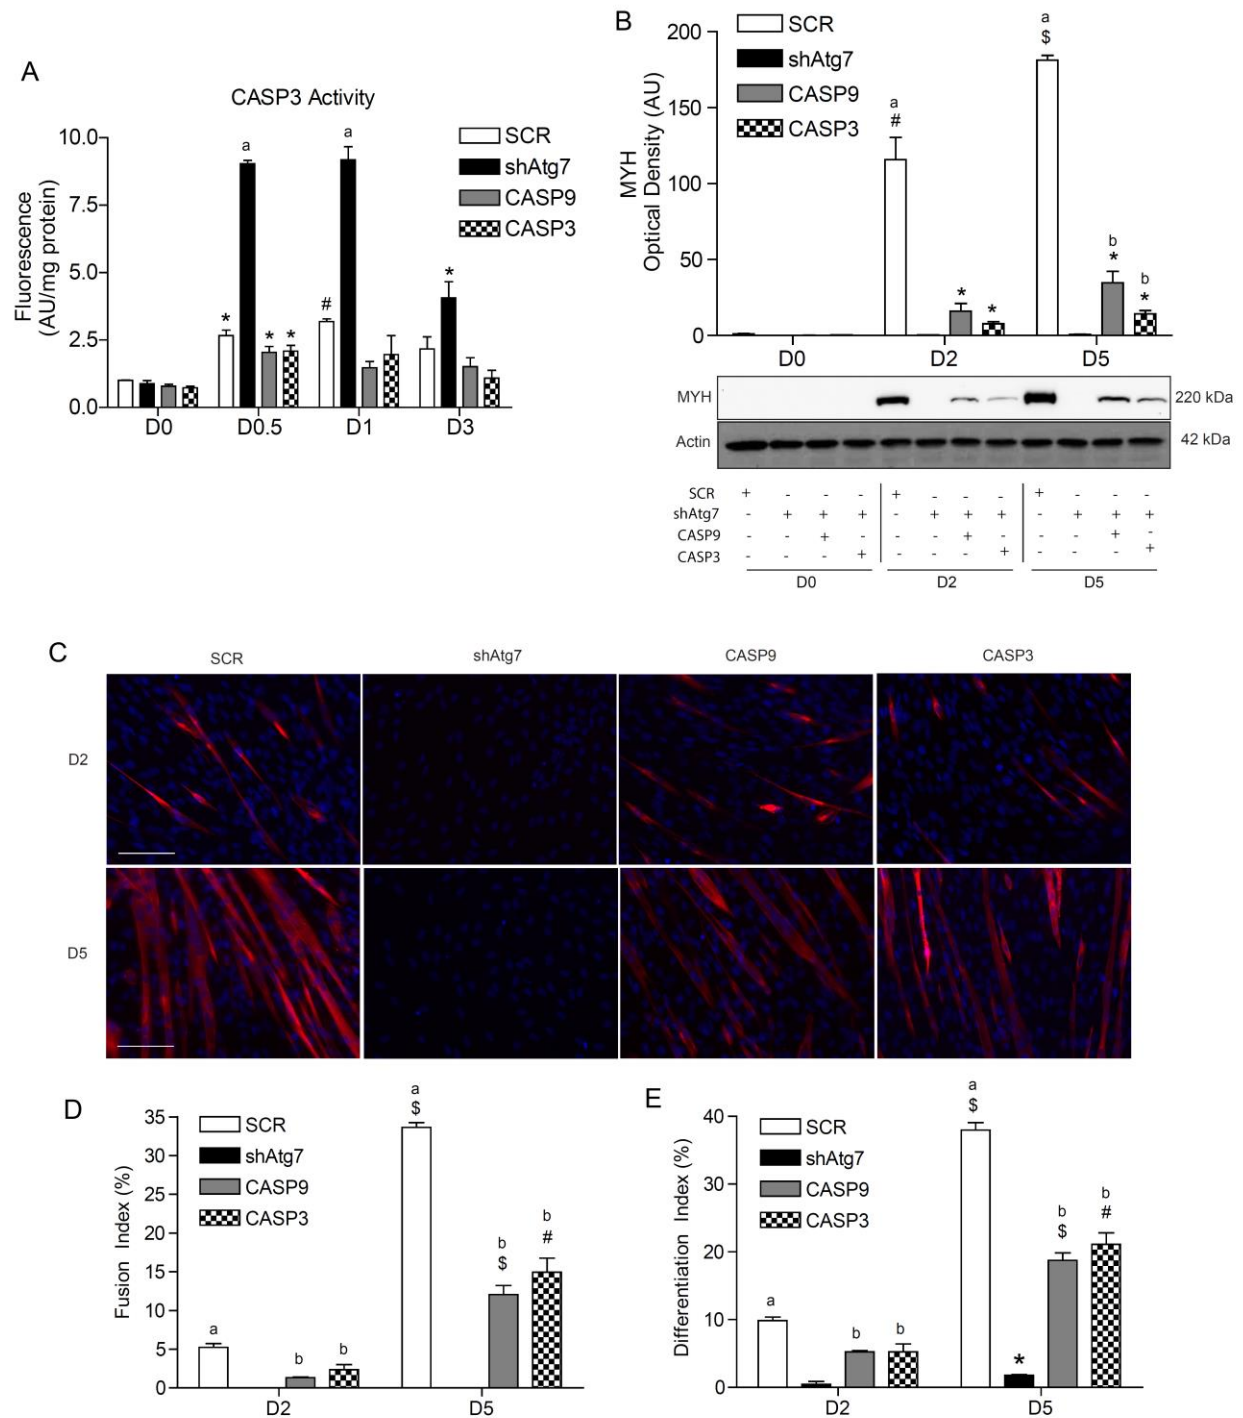 A
CASP3 Activity
Fluorescence
(AU/mg protein)
10.0
7.5
5.0
2.5
0.0
SCR
shAtg7
CASP9
CASP3
*
a
*
*
#
a
*
D0
D0.5
D1
D3
B
MYH
Optical Density (AU)
200
150
100
50
0
SCR
shAtg7
CASP9
CASP3
a
#
*
*
a
$
b
*
b
*
D0
D2
D5
MYH
220 kDa
Actin
42 kDa
SCR + - - - + - - - + - - -
shAtg7 - + + + - + + + - + + +
CASP9 - - + - - - + - - - + -
CASP3 - - - + - - - + - - - +
D0
D2
D5
C
SCR
shAtg7
CASP9
CASP3
D2
D5
D
Fusion Index (%)
35
30
25
20
15
10
5
0
SCR
shAtg7
CASP9
CASP3
a
b
b
a
$
b
$
b
#
D2
D5
E
Differentiation Index (%)
40
30
20
10
0
SCR
shAtg7
CASP9
CASP3
a
b
b
a
$
*
b
$
b
#
D2
D5